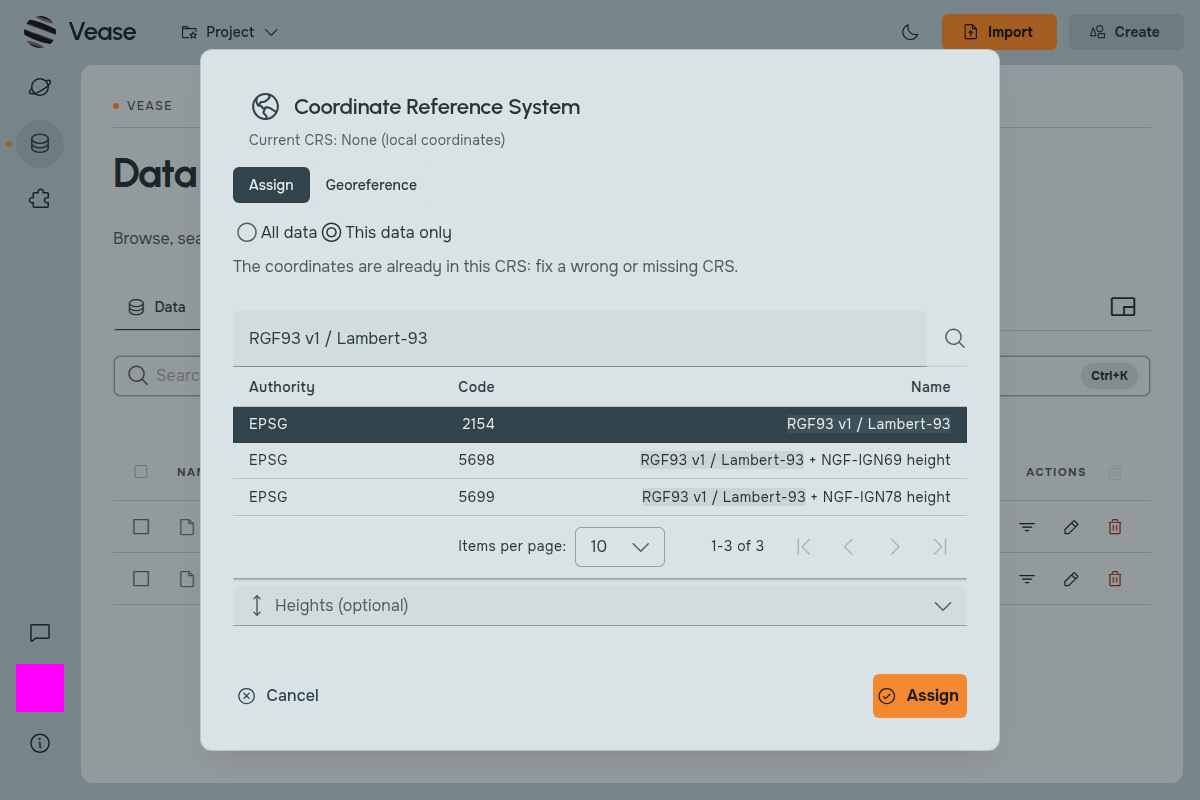 Vease
Project
Import
Create
VEASE
Data
Browse, sea
Data
Searc
Ctrl+K
NAM
ACTIONS
Coordinate Reference System
Current CRS: None (local coordinates)
Assign
Georeference
All data
This data only
The coordinates are already in this CRS: fix a wrong or missing CRS.
RGF93 v1 / Lambert-93
Authority Code Name
EPSG 2154 RGF93 v1 / Lambert-93
EPSG 5698 RGF93 v1 / Lambert-93 + NGF-IGN69 height
EPSG 5699 RGF93 v1 / Lambert-93 + NGF-IGN78 height
Items per page: 10 1-3 of 3
Heights (optional)
Cancel
Assign